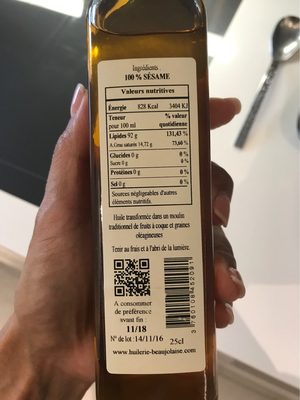 Ingrédients :
100 % SÉSAME
Valeurs nutritives
Énergie 828 Kcal 3404 KJ
Teneur % valeur
pour 100 ml quotidienne
Lipides 92 g 131,43 %
A.Gras saturés 14,72 g 73,60 %
Glucides 0 g 0 %
Sucre 0 g 0 %
Protéines 0 g 0 %
Sel 0 g 0 %
Sources négligeables d'autres
éléments nutritifs.
Huile transformée dans un moulin
traditionnel de fruits à coque et graines
oléagineuses
Tenir au frais et à l'abri de la lumière.
A consommer
de préférence
avant fin :
11/18
N° de lot : 14/11/16
25cl
3760108452091
www.huilerie-beaujolaise.com